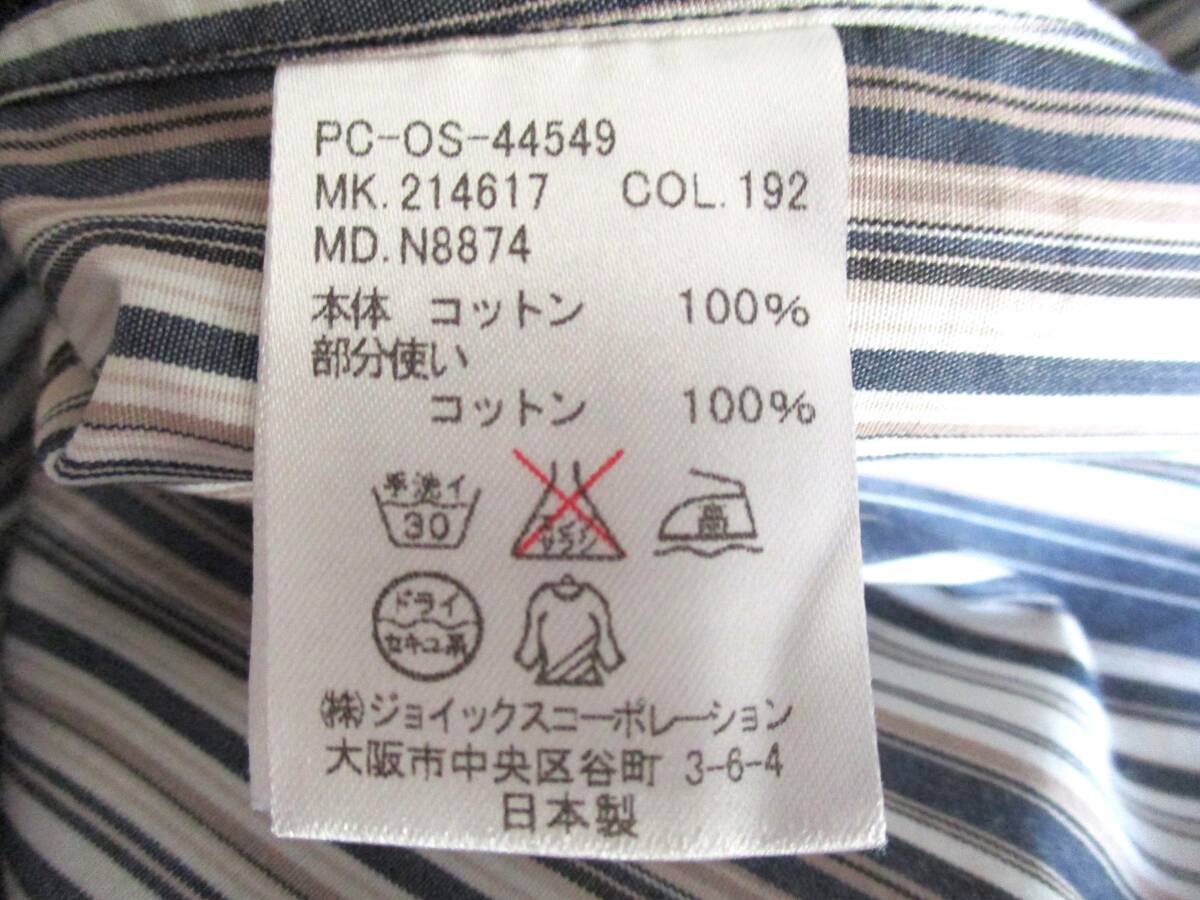 PC-OS-44549
MK.214617 COL.192
MD.N8874
本体 コットン 100%
部分使い
コットン 100%
手洗イ
30
エンソ
サラシ
高
ドライ
セキユ系
㈱ジョイックスコーポレーション
大阪市中央区谷町 3-6-4
日本製